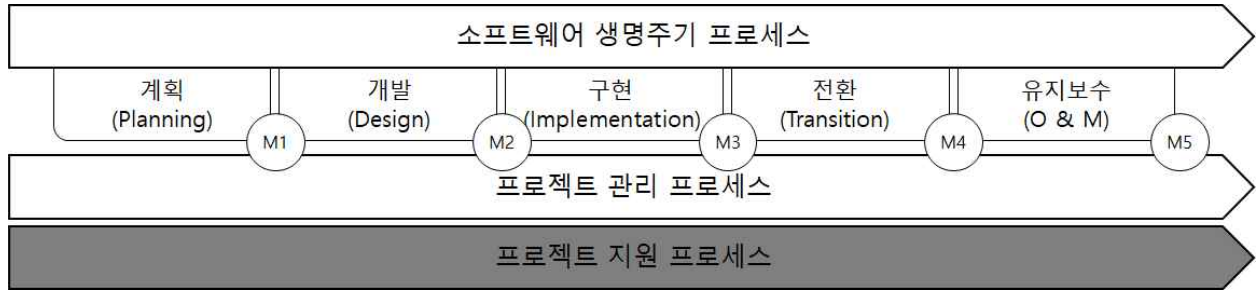 소프트웨어 생명주기 프로세스
계획
(Planning)
개발
(Design)
구현
(Implementation)
전환
(Transition)
유지보수
(O & M)
M1
M2
M3
M4
M5
프로젝트 관리 프로세스
프로젝트 지원 프로세스